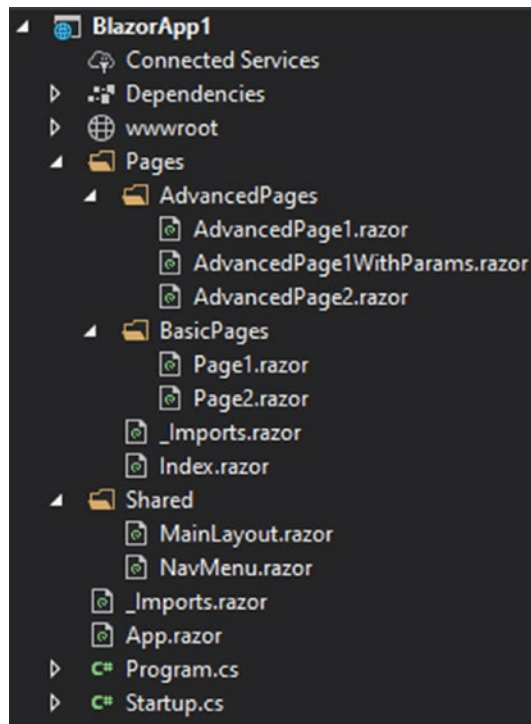 BlazorApp1
Connected Services
Dependencies
wwwroot
Pages
AdvancedPages
AdvancedPage1.razor
AdvancedPage1WithParams.razor
AdvancedPage2.razor
BasicPages
Page1.razor
Page2.razor
_Imports.razor
Index.razor
Shared
MainLayout.razor
NavMenu.razor
_Imports.razor
App.razor
C# Program.cs
C# Startup.cs